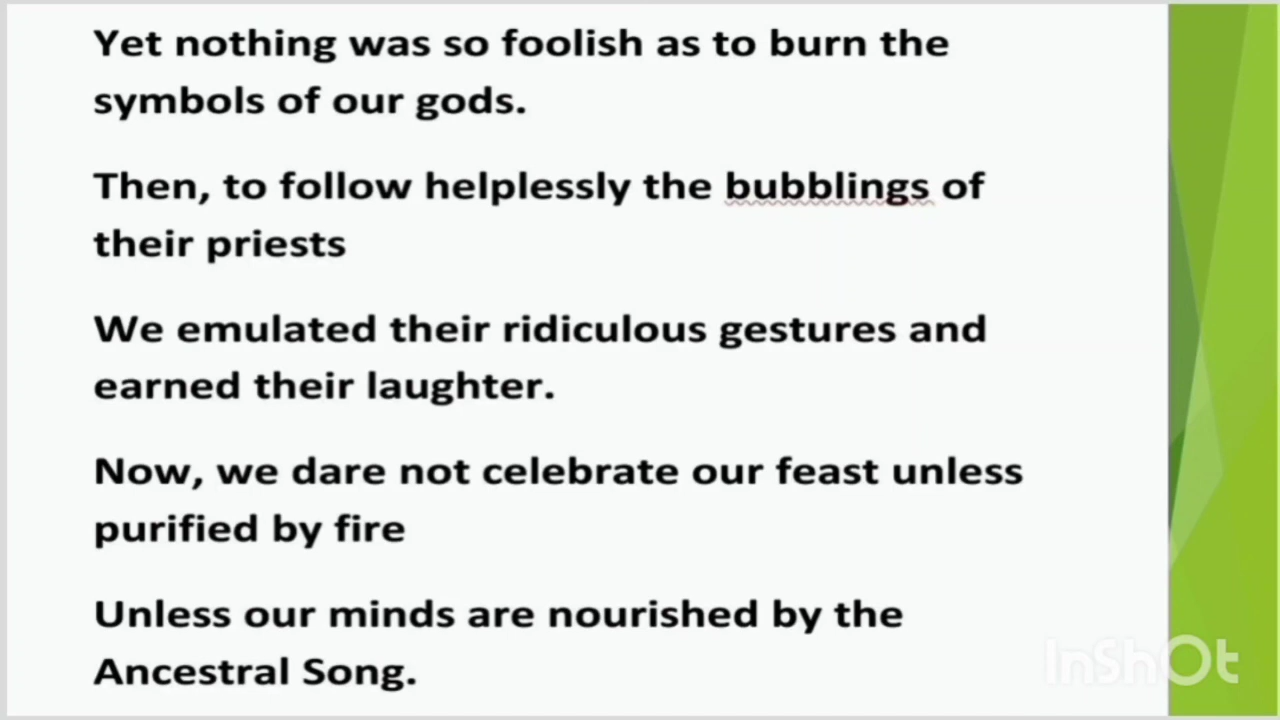 Yet nothing was so foolish as to burn the
symbols of our gods.
Then, to follow helplessly the bubblings of
their priests
We emulated their ridiculous gestures and
earned their laughter.
Now, we dare not celebrate our feast unless
purified by fire
Unless our minds are nourished by the
Ancestral Song.
InShOt